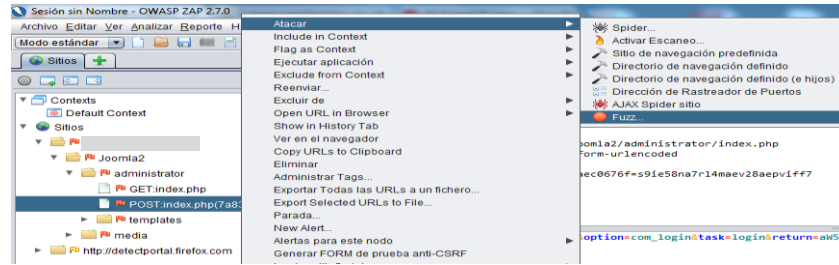 Sesión sin Nombre - OWASP ZAP 2.7.0
Archivo Editar Ver Analizar Reporte H
Modo estándar
Sitios
Contexts
Default Context
Sitios
Joomla2
administrator
GET:index.php
POST:index.php(7a83
templates
media
http://detectportal.firefox.com
Atacar
Include in Context
Flag as Context
Ejecutar aplicación
Exclude from Context
Reenviar...
Excluir de
Open URL in Browser
Show in History Tab
Ver en el navegador
Copy URLs to Clipboard
Eliminar
Administrar Tags...
Exportar Todas las URLs a un fichero...
Export Selected URLs to File...
Parada...
New Alert...
Alertas para este nodo
Generar FORM de prueba anti-CSRF
Spider...
Activar Escaneo...
Sitio de navegación predefinida
Directorio de navegación definido
Directorio de navegación definido (e hijos)
Dirección de Rastreador de Puertos
AJAX Spider sitio
Fuzz...
oomla2/administrator/index.php
form-urlencoded
aec0676f=s9ie58na7rl4maev28aepviff7
option=com_login&task=login&return=aW5